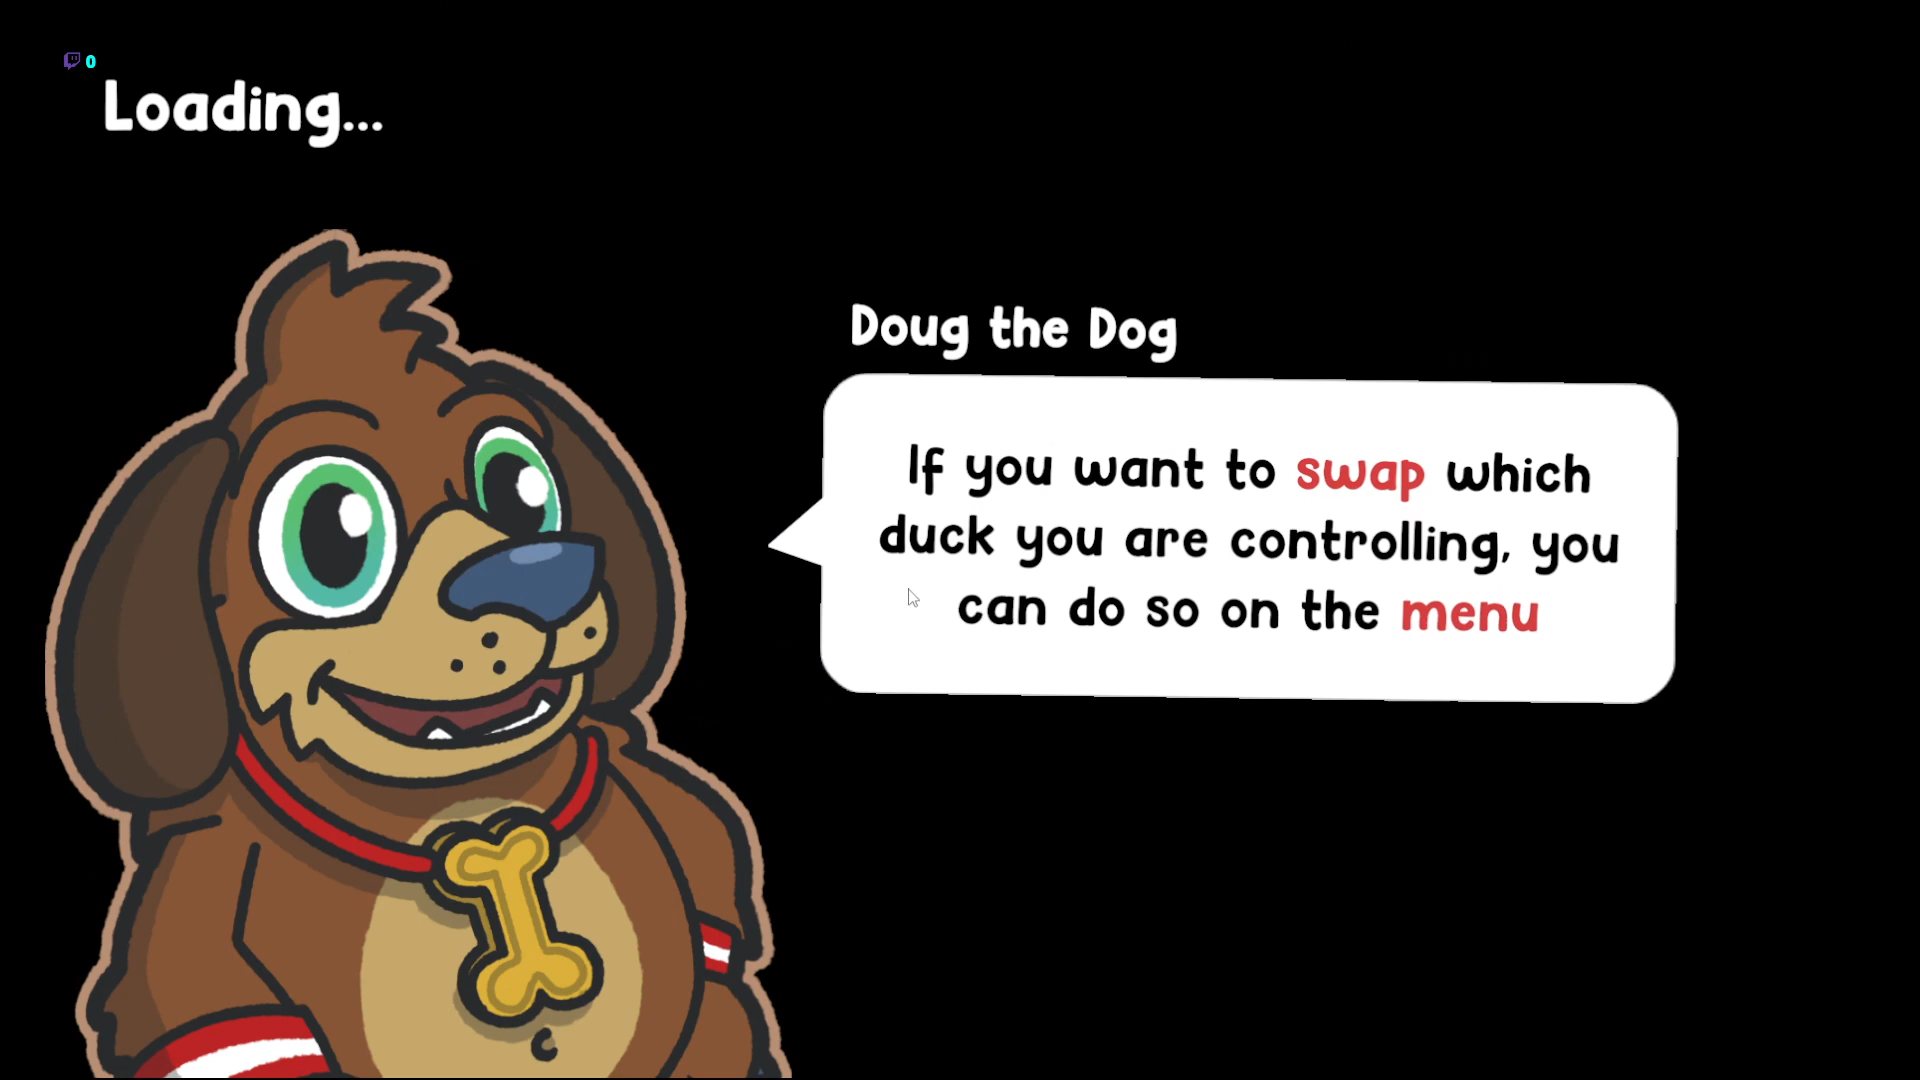 0
Loading...
Doug the Dog
If you want to swap which
duck you are controlling, you
can do so on the menu